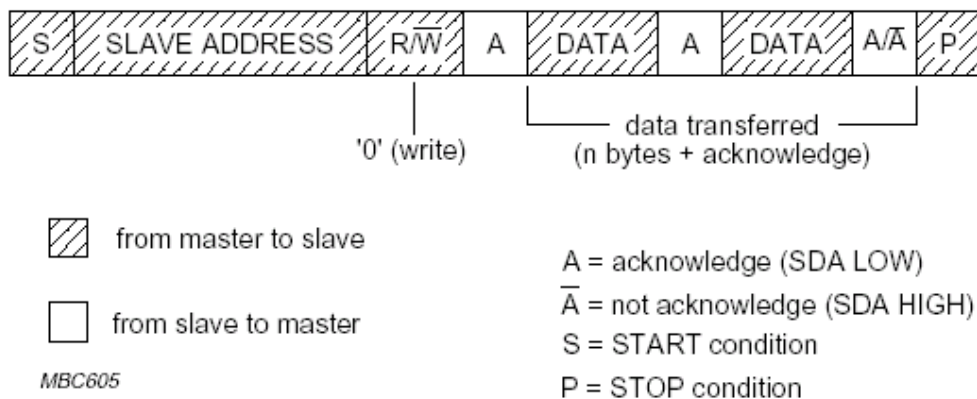 S SLAVE ADDRESS R/W̅ A DATA A DATA A/A̅ P
'0' (write)
data transferred
(n bytes + acknowledge)
from master to slave
from slave to master
MBC605
A = acknowledge (SDA LOW)
A̅ = not acknowledge (SDA HIGH)
S = START condition
P = STOP condition